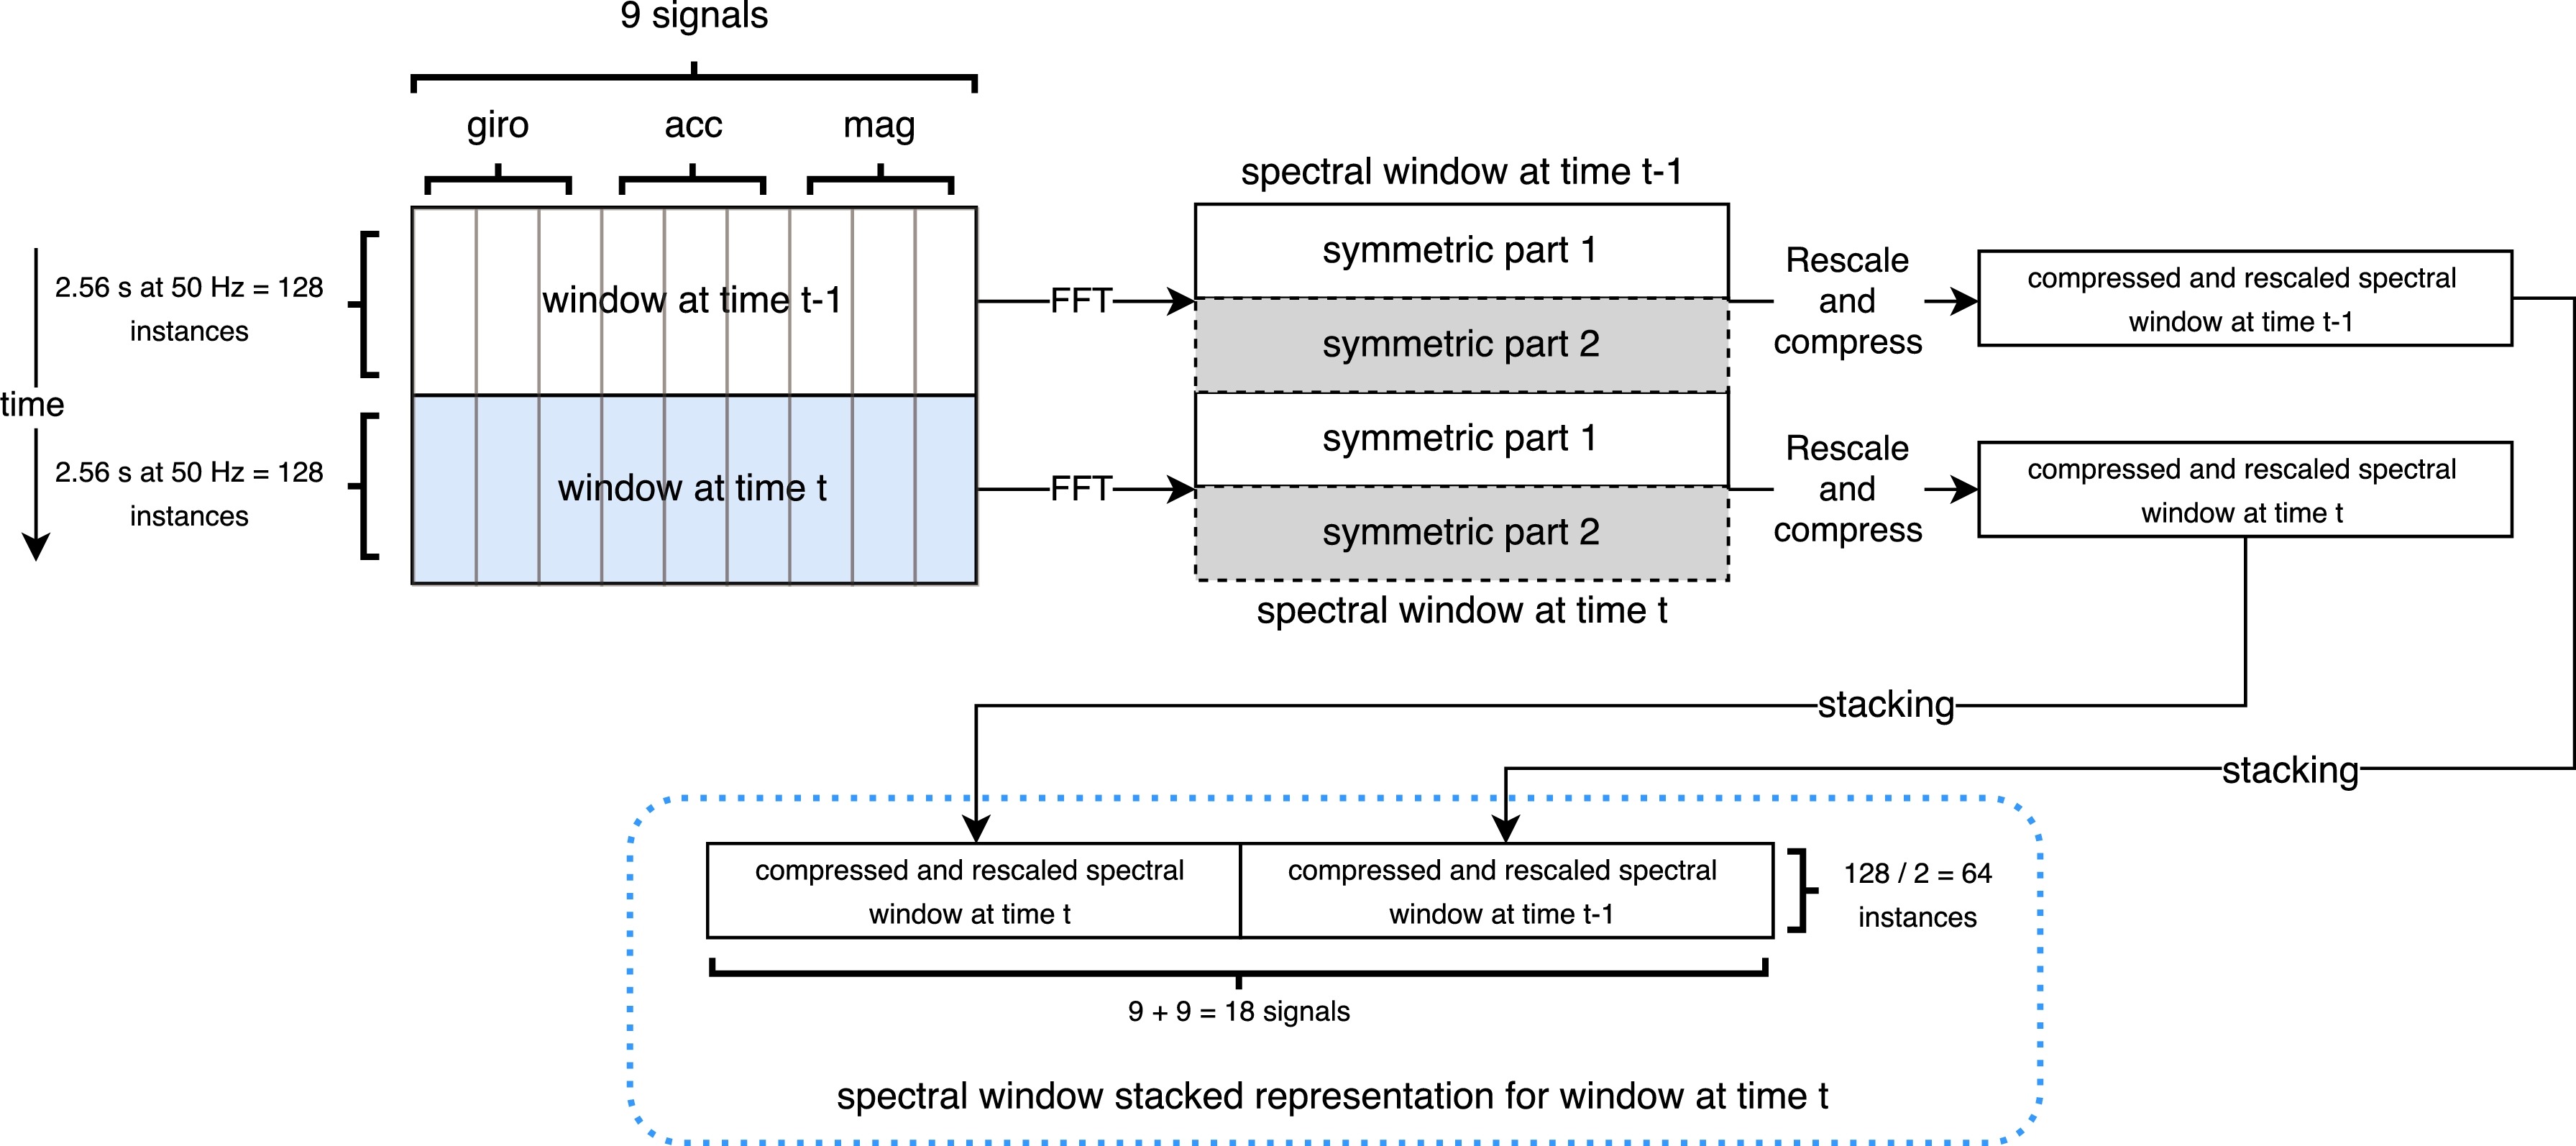 9 signals
giro
acc
mag
time
2.56 s at 50 Hz = 128
instances
window at time t-1
FFT
spectral window at time t-1
symmetric part 1
symmetric part 2
Rescale
and
compress
compressed and rescaled spectral
window at time t-1
2.56 s at 50 Hz = 128
instances
window at time t
FFT
symmetric part 1
symmetric part 2
spectral window at time t
Rescale
and
compress
compressed and rescaled spectral
window at time t
stacking
stacking
compressed and rescaled spectral
window at time t
compressed and rescaled spectral
window at time t-1
128 / 2 = 64
instances
9 + 9 = 18 signals
spectral window stacked representation for window at time t